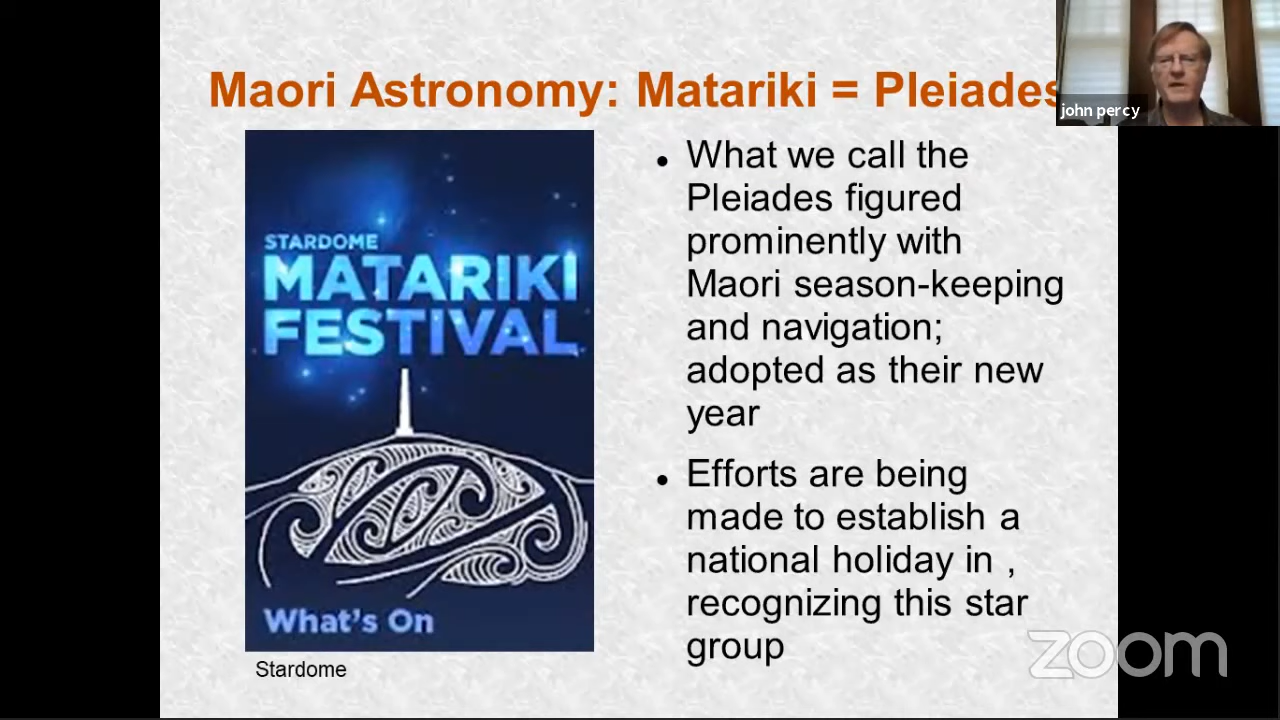 Maori Astronomy: Matariki = Pleiades
john percy
STARDOME
MATARIKI
FESTIVAL
What's On
Stardome
• What we call the
Pleiades figured
prominently with
Maori season-keeping
and navigation;
adopted as their new
year
• Efforts are being
made to establish a
national holiday in ,
recognizing this star
group
zoom